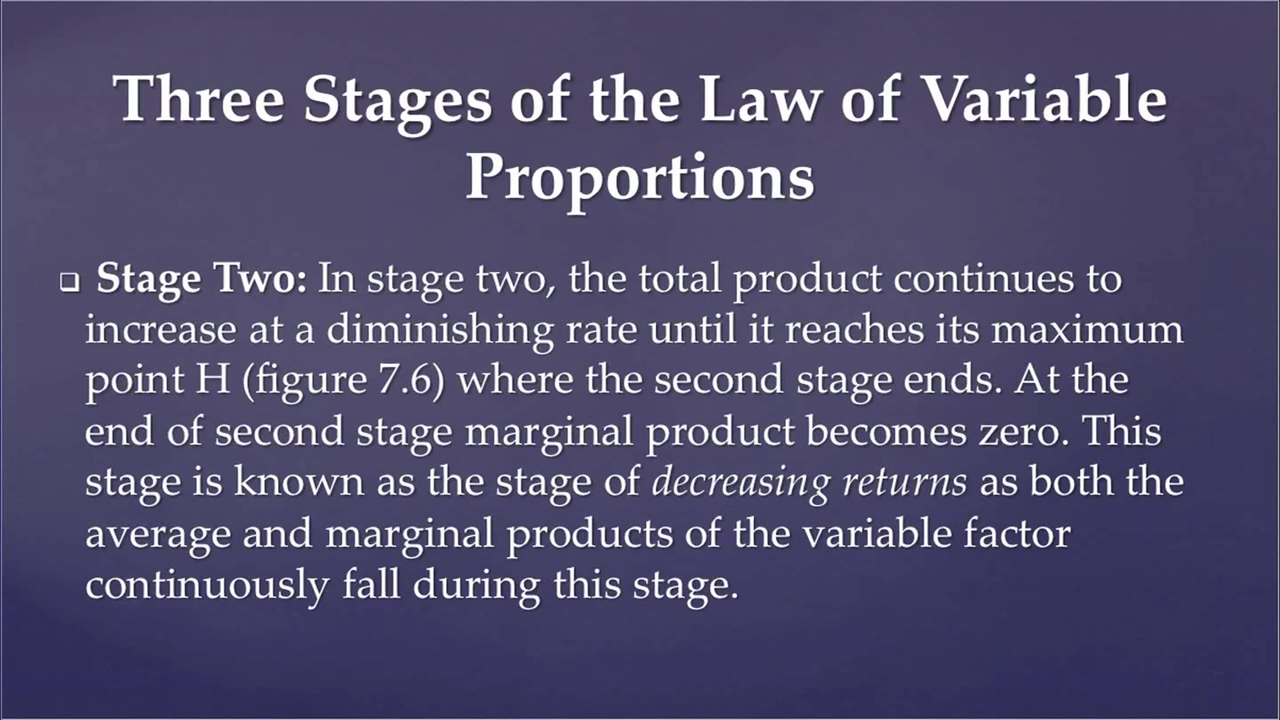 Three Stages of the Law of Variable
Proportions
❑ Stage Two: In stage two, the total product continues to
increase at a diminishing rate until it reaches its maximum
point H (figure 7.6) where the second stage ends. At the
end of second stage marginal product becomes zero. This
stage is known as the stage of decreasing returns as both the
average and marginal products of the variable factor
continuously fall during this stage.